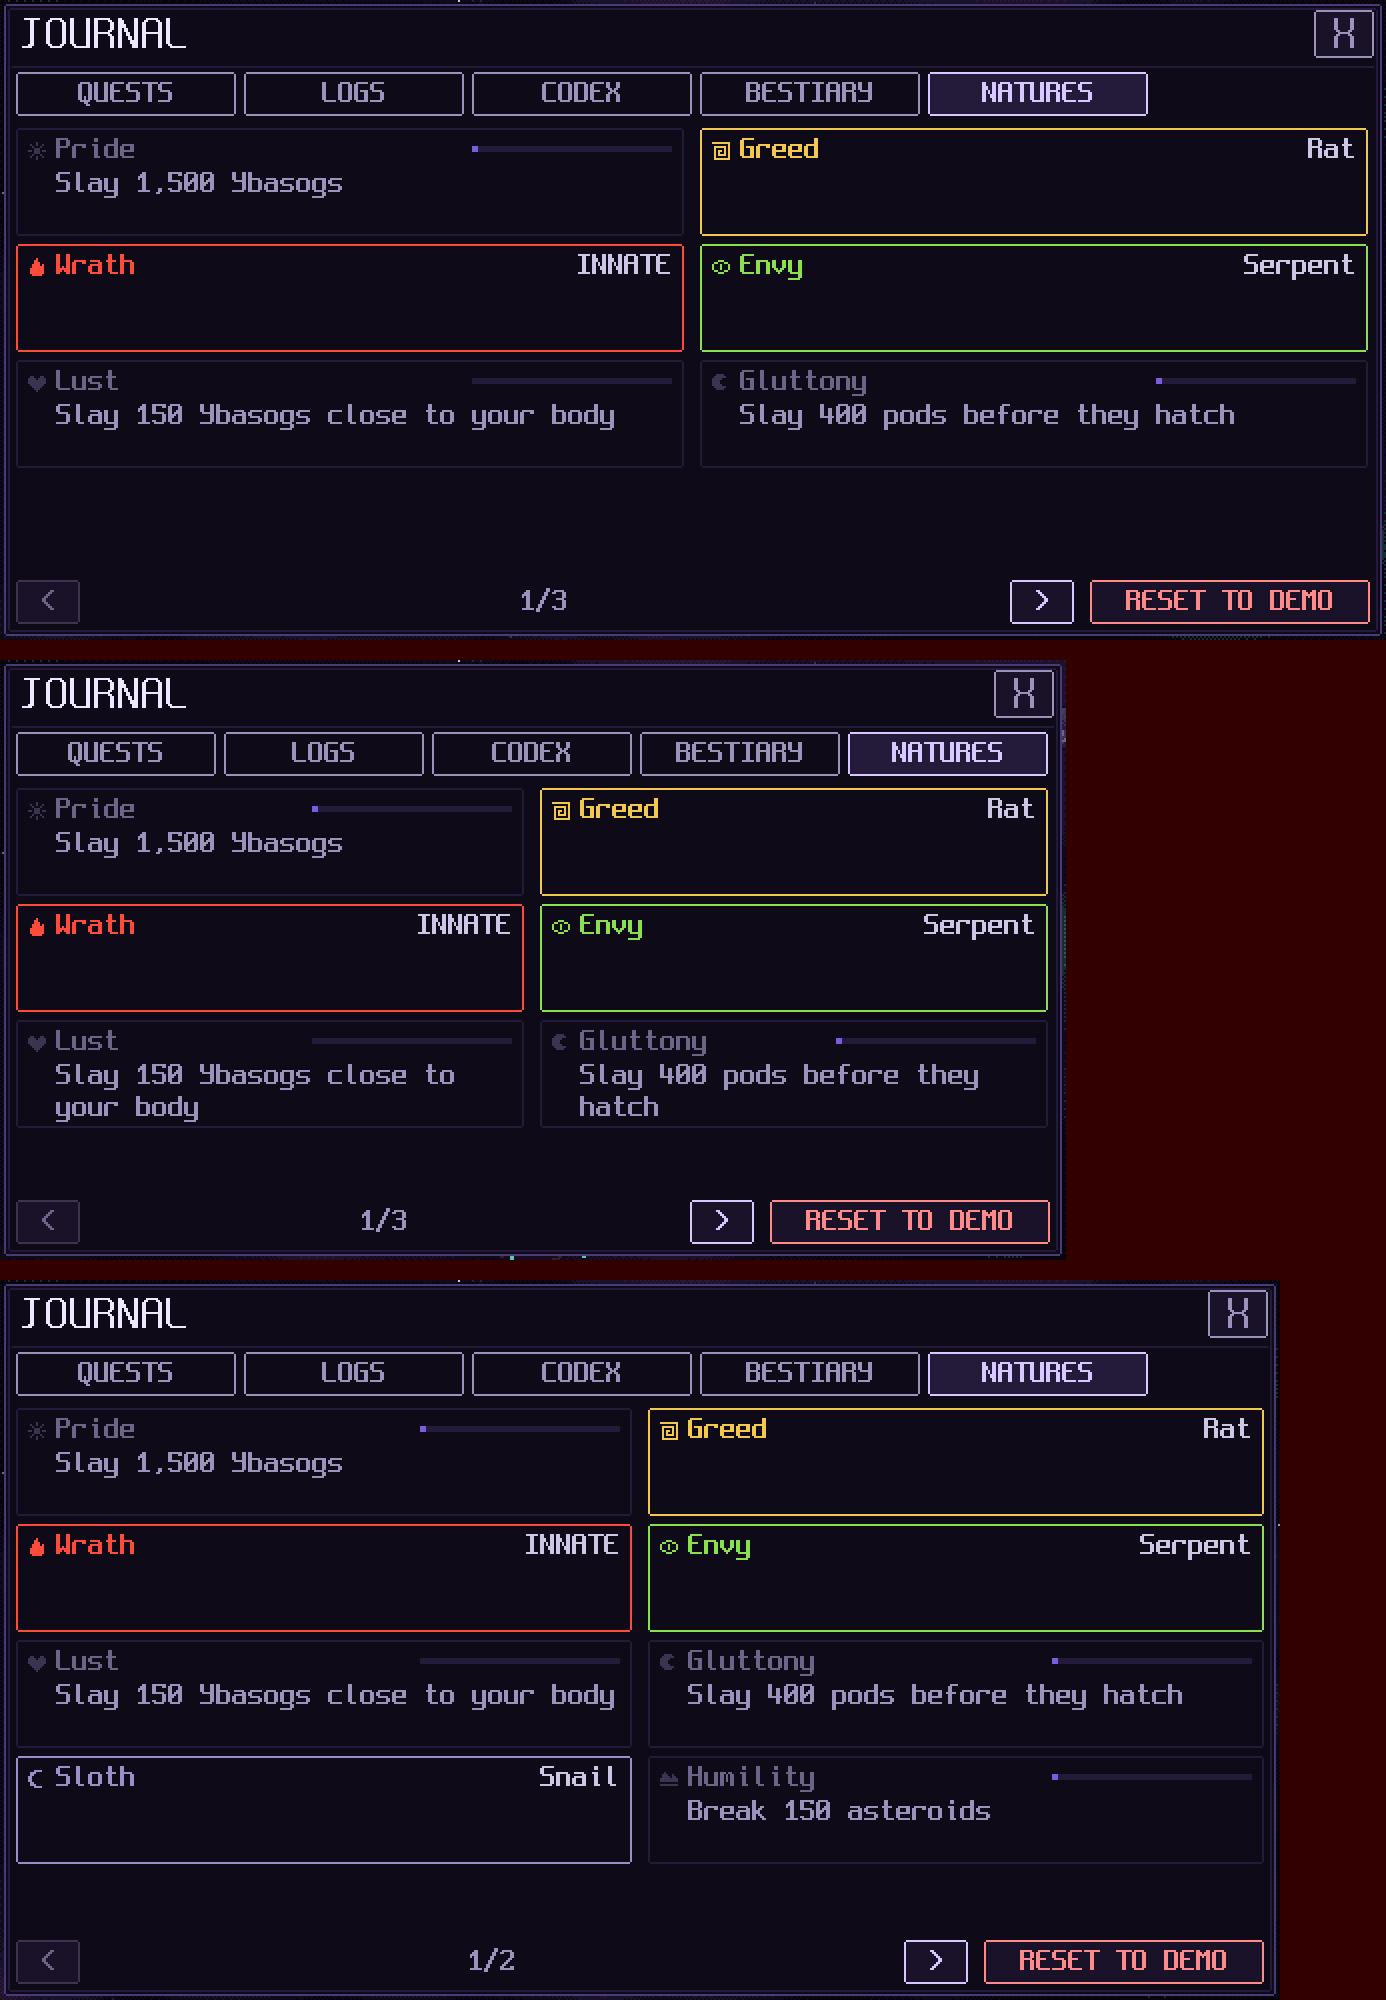 JOURNAL X
QUESTS LOGS CODEX BESTIARY NATURES
Pride
Slay 1,500 Ybasogs
Greed Rat
Wrath INNATE
Envy Serpent
Lust
Slay 150 Ybasogs close to your body
Gluttony
Slay 400 pods before they hatch
< 1/3 > RESET TO DEMO
JOURNAL X
QUESTS LOGS CODEX BESTIARY NATURES
Pride
Slay 1,500 Ybasogs
Greed Rat
Wrath INNATE
Envy Serpent
Lust
Slay 150 Ybasogs close to
your body
Gluttony
Slay 400 pods before they
hatch
< 1/3 > RESET TO DEMO
JOURNAL X
QUESTS LOGS CODEX BESTIARY NATURES
Pride
Slay 1,500 Ybasogs
Greed Rat
Wrath INNATE
Envy Serpent
Lust
Slay 150 Ybasogs close to your body
Gluttony
Slay 400 pods before they hatch
Sloth Snail
Humility
Break 150 asteroids
< 1/2 > RESET TO DEMO